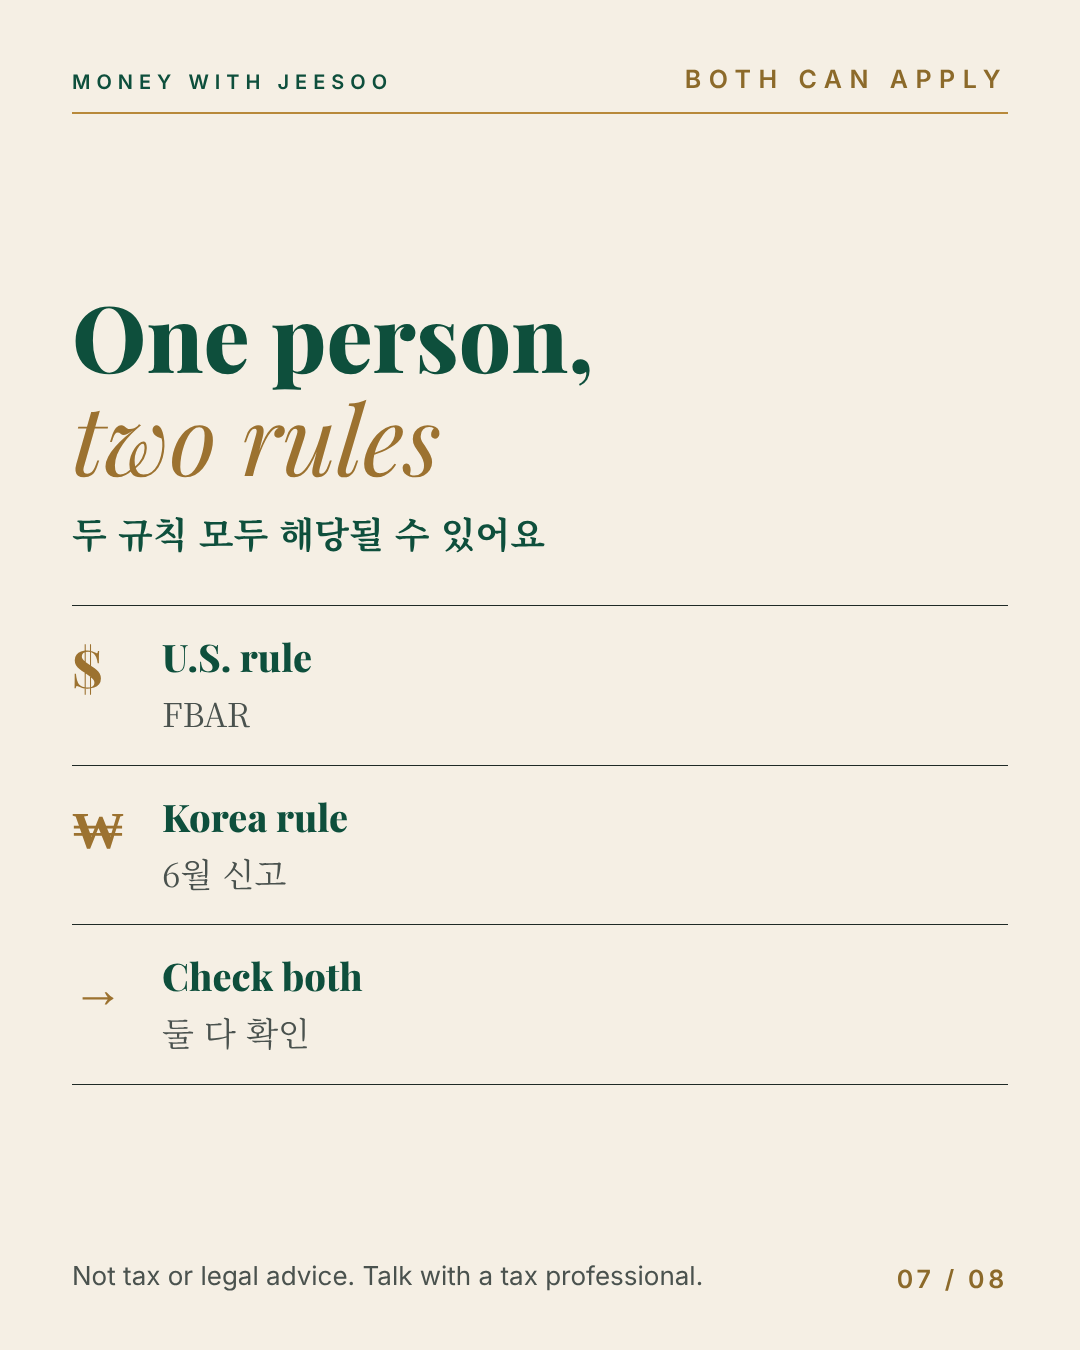 MONEY WITH JEESOO
BOTH CAN APPLY
One person,
two rules
두 규칙 모두 해당될 수 있어요
$
U.S. rule
FBAR
₩
Korea rule
6월 신고
→
Check both
둘 다 확인
Not tax or legal advice. Talk with a tax professional.
07 / 08